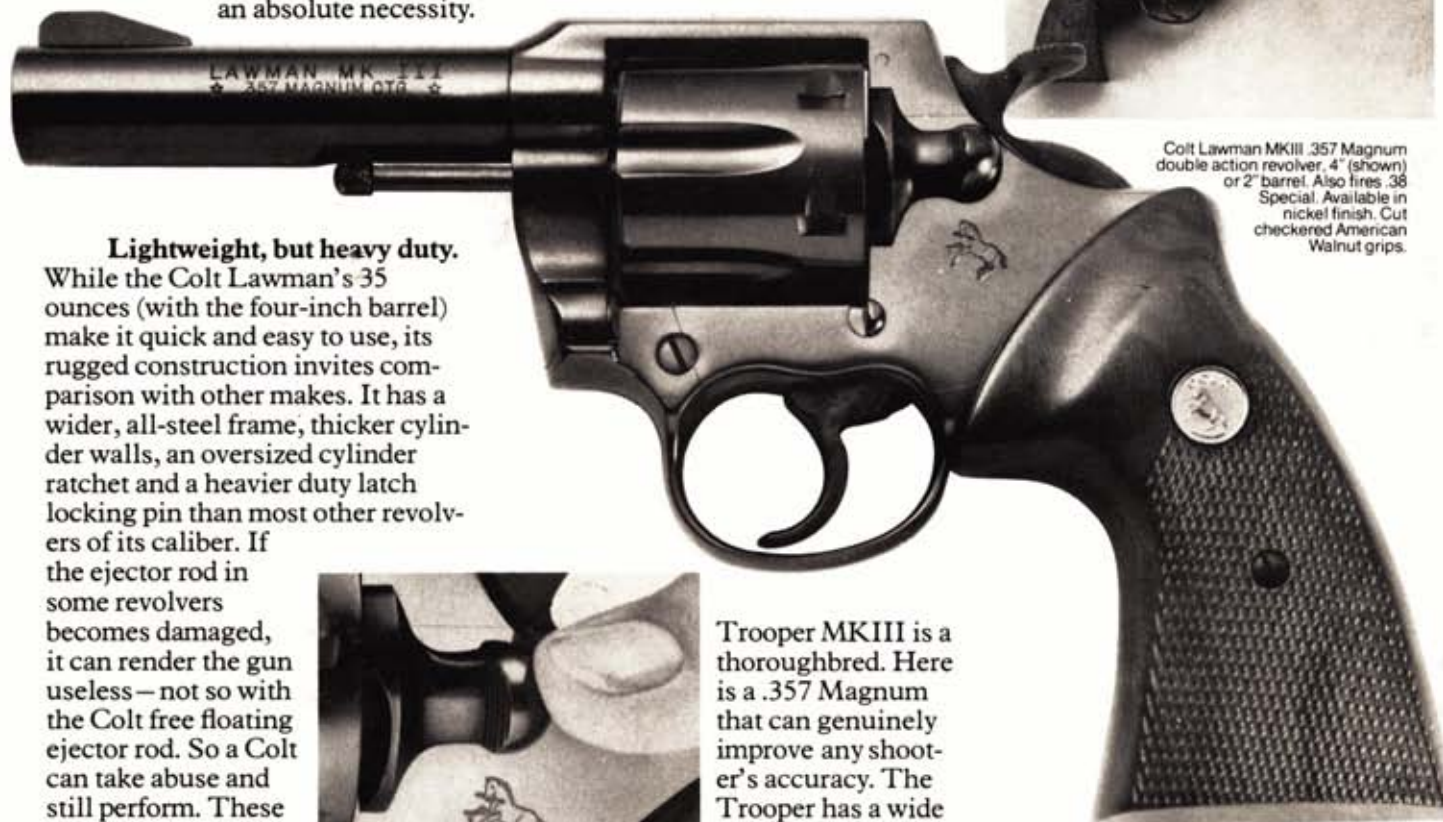 an absolute necessity.
LAWMAN MK III
☆ .357 MAGNUM CTG. ☆
Colt Lawman MKIII .357 Magnum
double action revolver, 4" (shown)
or 2" barrel. Also fires .38
Special. Available in
nickel finish. Cut
checkered American
Walnut grips.
Lightweight, but heavy duty.
While the Colt Lawman's 35
ounces (with the four-inch barrel)
make it quick and easy to use, its
rugged construction invites com-
parison with other makes. It has a
wider, all-steel frame, thicker cylin-
der walls, an oversized cylinder
ratchet and a heavier duty latch
locking pin than most other revolv-
ers of its caliber. If
the ejector rod in
some revolvers
becomes damaged,
it can render the gun
useless—not so with
the Colt free floating
ejector rod. So a Colt
can take abuse and
still perform. These
Trooper MKIII is a
thoroughbred. Here
is a .357 Magnum
that can genuinely
improve any shoot-
er's accuracy. The
Trooper has a wide